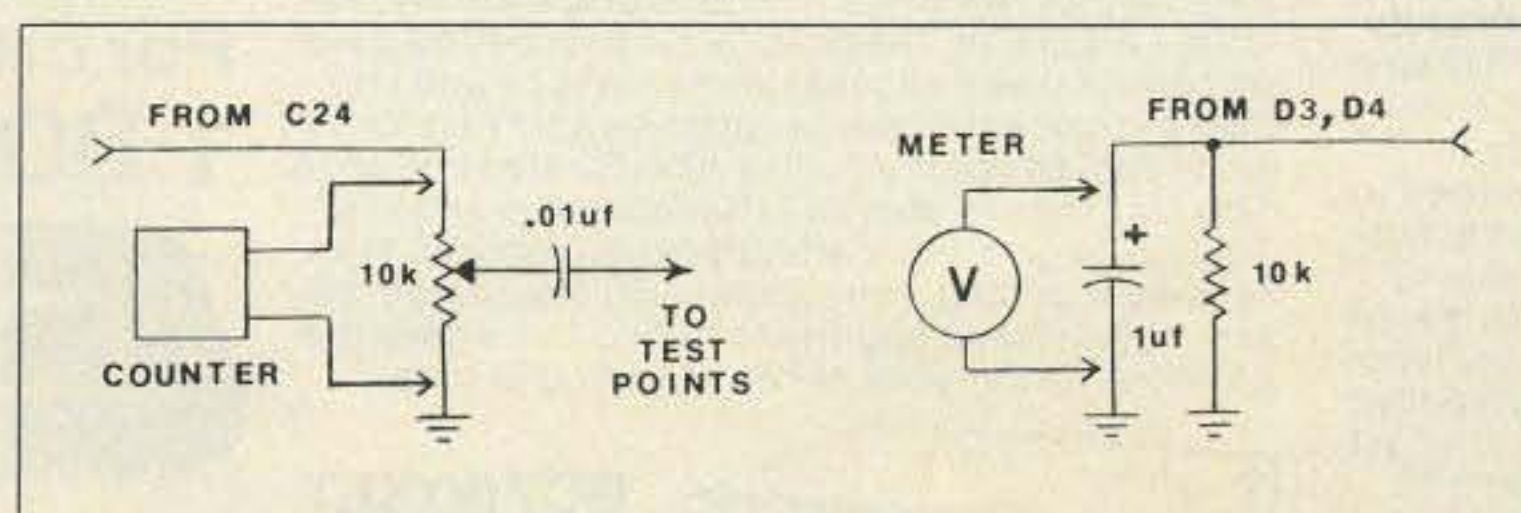 FROM C24
.01uf
10k
COUNTER
TO
TEST
POINTS
FROM D3, D4
METER
V
+
10k
1uf